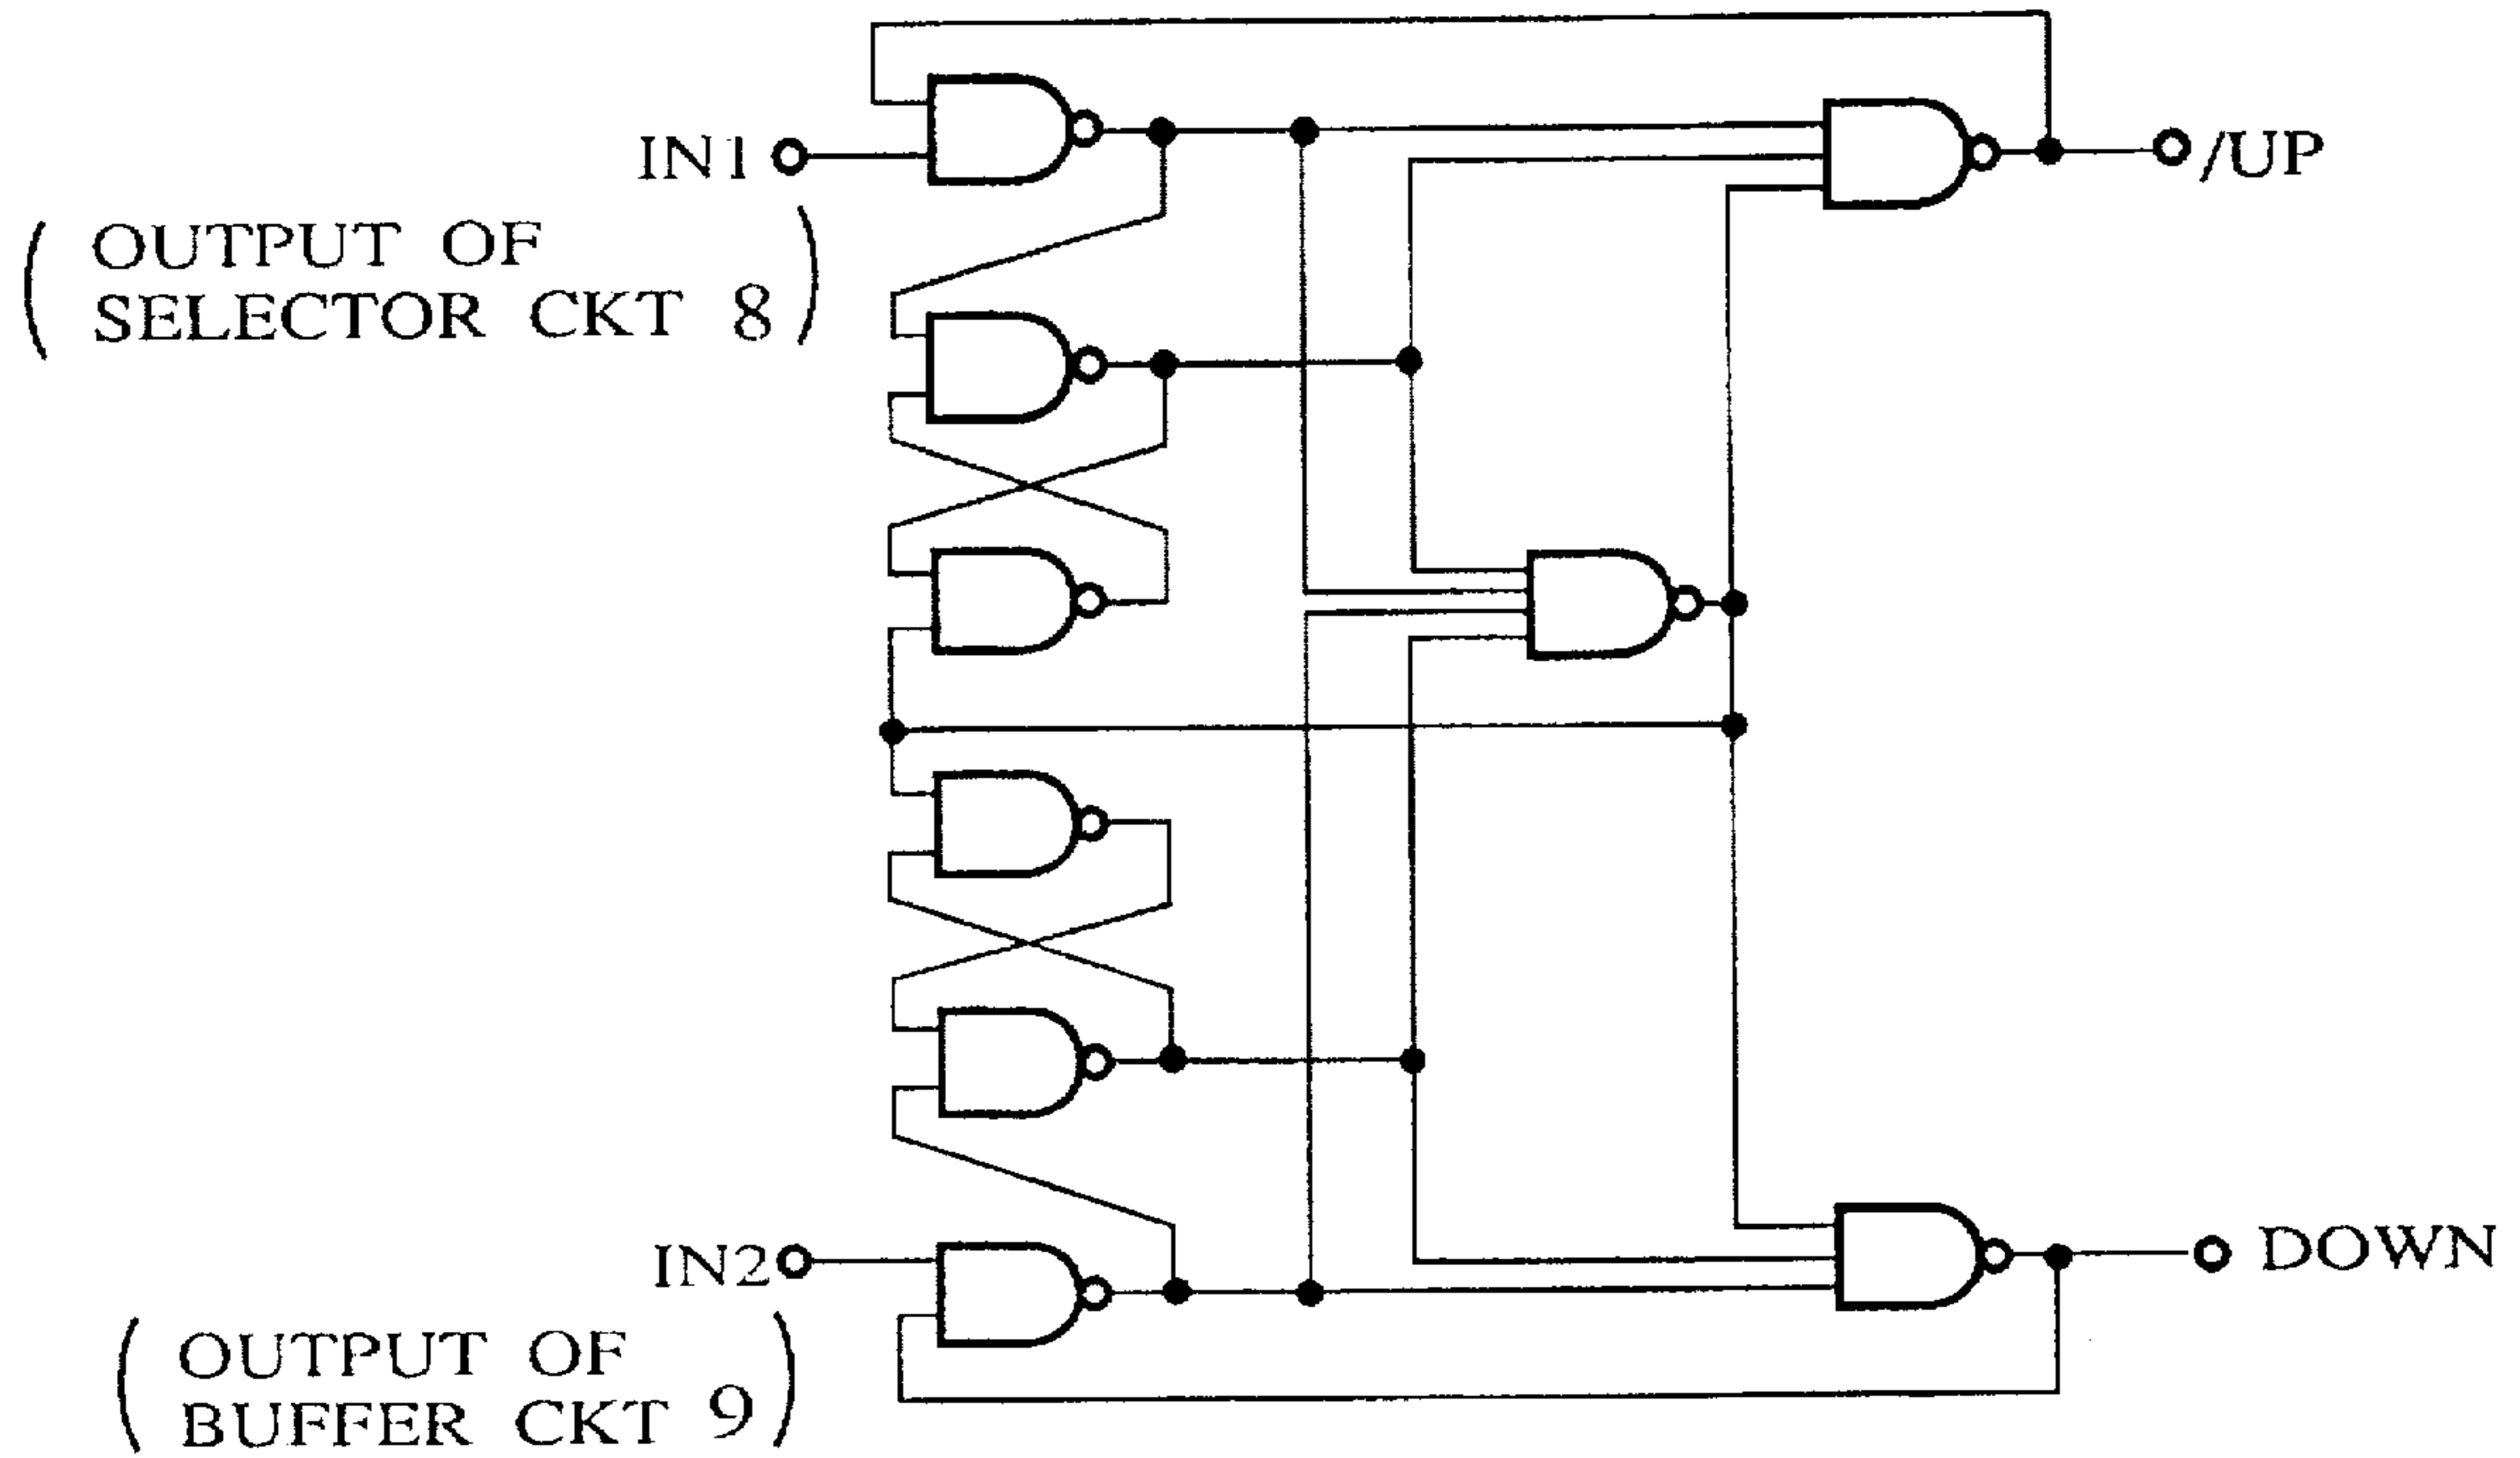 IN1
/UP
( OUTPUT OF
SELECTOR CKT 8 )
IN2
DOWN
( OUTPUT OF
BUFFER CKT 9 )